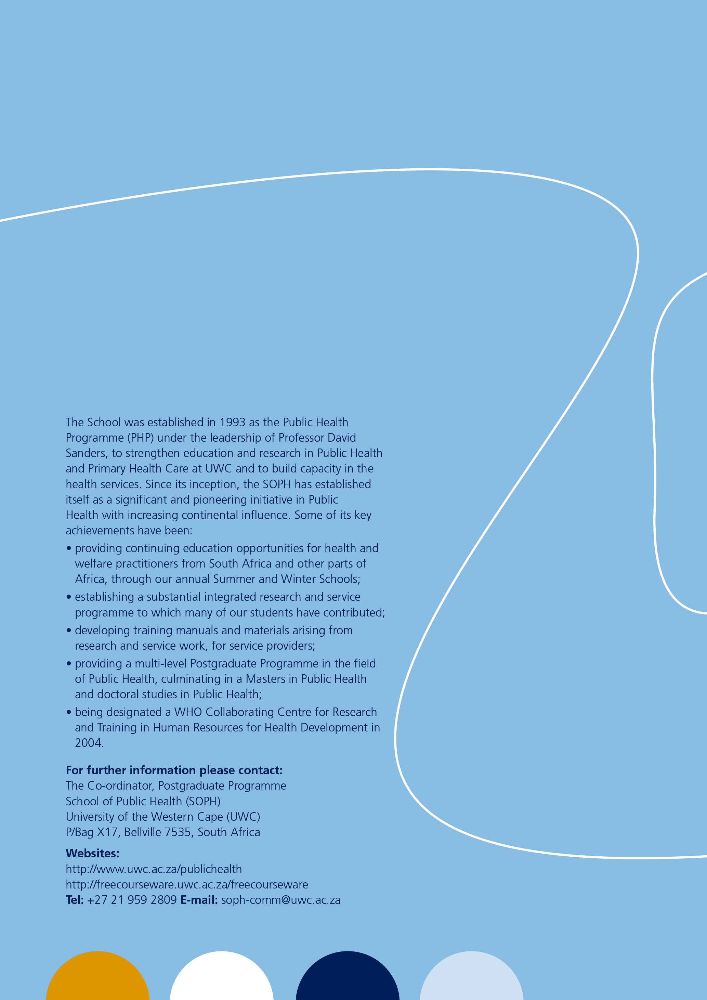 The School was established in 1993 as the Public Health
Programme (PHP) under the leadership of Professor David
Sanders, to strengthen education and research in Public Health
and Primary Health Care at UWC and to build capacity in the
health services. Since its inception, the SOPH has established
itself as a significant and pioneering initiative in Public
Health with increasing continental influence. Some of its key
achievements have been:
• providing continuing education opportunities for health and
welfare practitioners from South Africa and other parts of
Africa, through our annual Summer and Winter Schools;
• establishing a substantial integrated research and service
programme to which many of our students have contributed;
• developing training manuals and materials arising from
research and service work, for service providers;
• providing a multi-level Postgraduate Programme in the field
of Public Health, culminating in a Masters in Public Health
and doctoral studies in Public Health;
• being designated a WHO Collaborating Centre for Research
and Training in Human Resources for Health Development in
2004.
For further information please contact:
The Co-ordinator, Postgraduate Programme
School of Public Health (SOPH)
University of the Western Cape (UWC)
P/Bag X17, Bellville 7535, South Africa
Websites:
http://www.uwc.ac.za/publichealth
http://freecourseware.uwc.ac.za/freecourseware
Tel: +27 21 959 2809 E-mail: soph-comm@uwc.ac.za